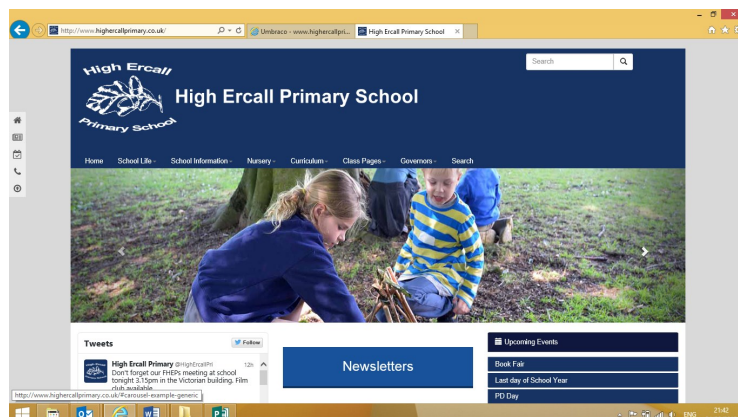 http://www.highercallprimary.co.uk/
Umbraco - www.highercallpri...
High Ercall Primary School
Search
High Ercall
Primary School
High Ercall Primary School
Home School Life School Information Nursery Curriculum Class Pages Governors Search
Tweets
Follow
High Ercall Primary @HighErcallPri 12h
Don't forget our FHEPs meeting at school
tonight 3.15pm in the Victorian building. Film
club available
Newsletters
Upcoming Events
Book Fair
Last day of School Year
PD Day
http://www.highercallprimary.co.uk/#carousel-example-generic
ENG
21:42